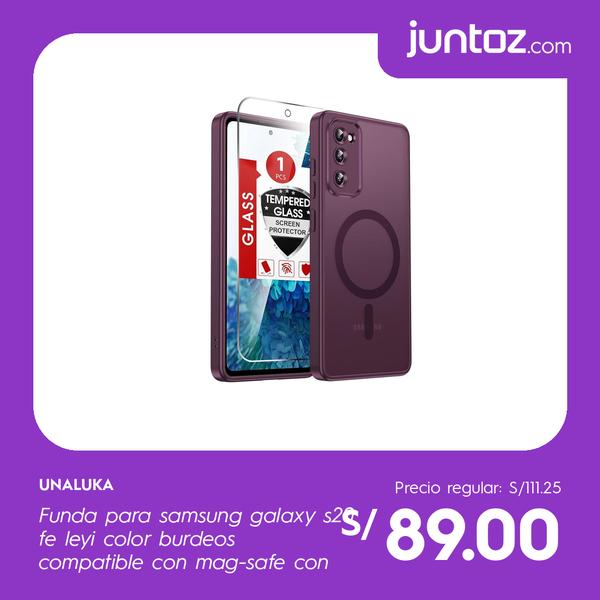 juntoz.com
1
PCS
GLASS
TEMPERED
GLASS
SCREEN
PROTECTOR
SAMSUNG
UNALUKA
Precio regular: S/111.25
Funda para samsung galaxy s20
fe leyi color burdeos
compatible con mag-safe con
S/ 89.00